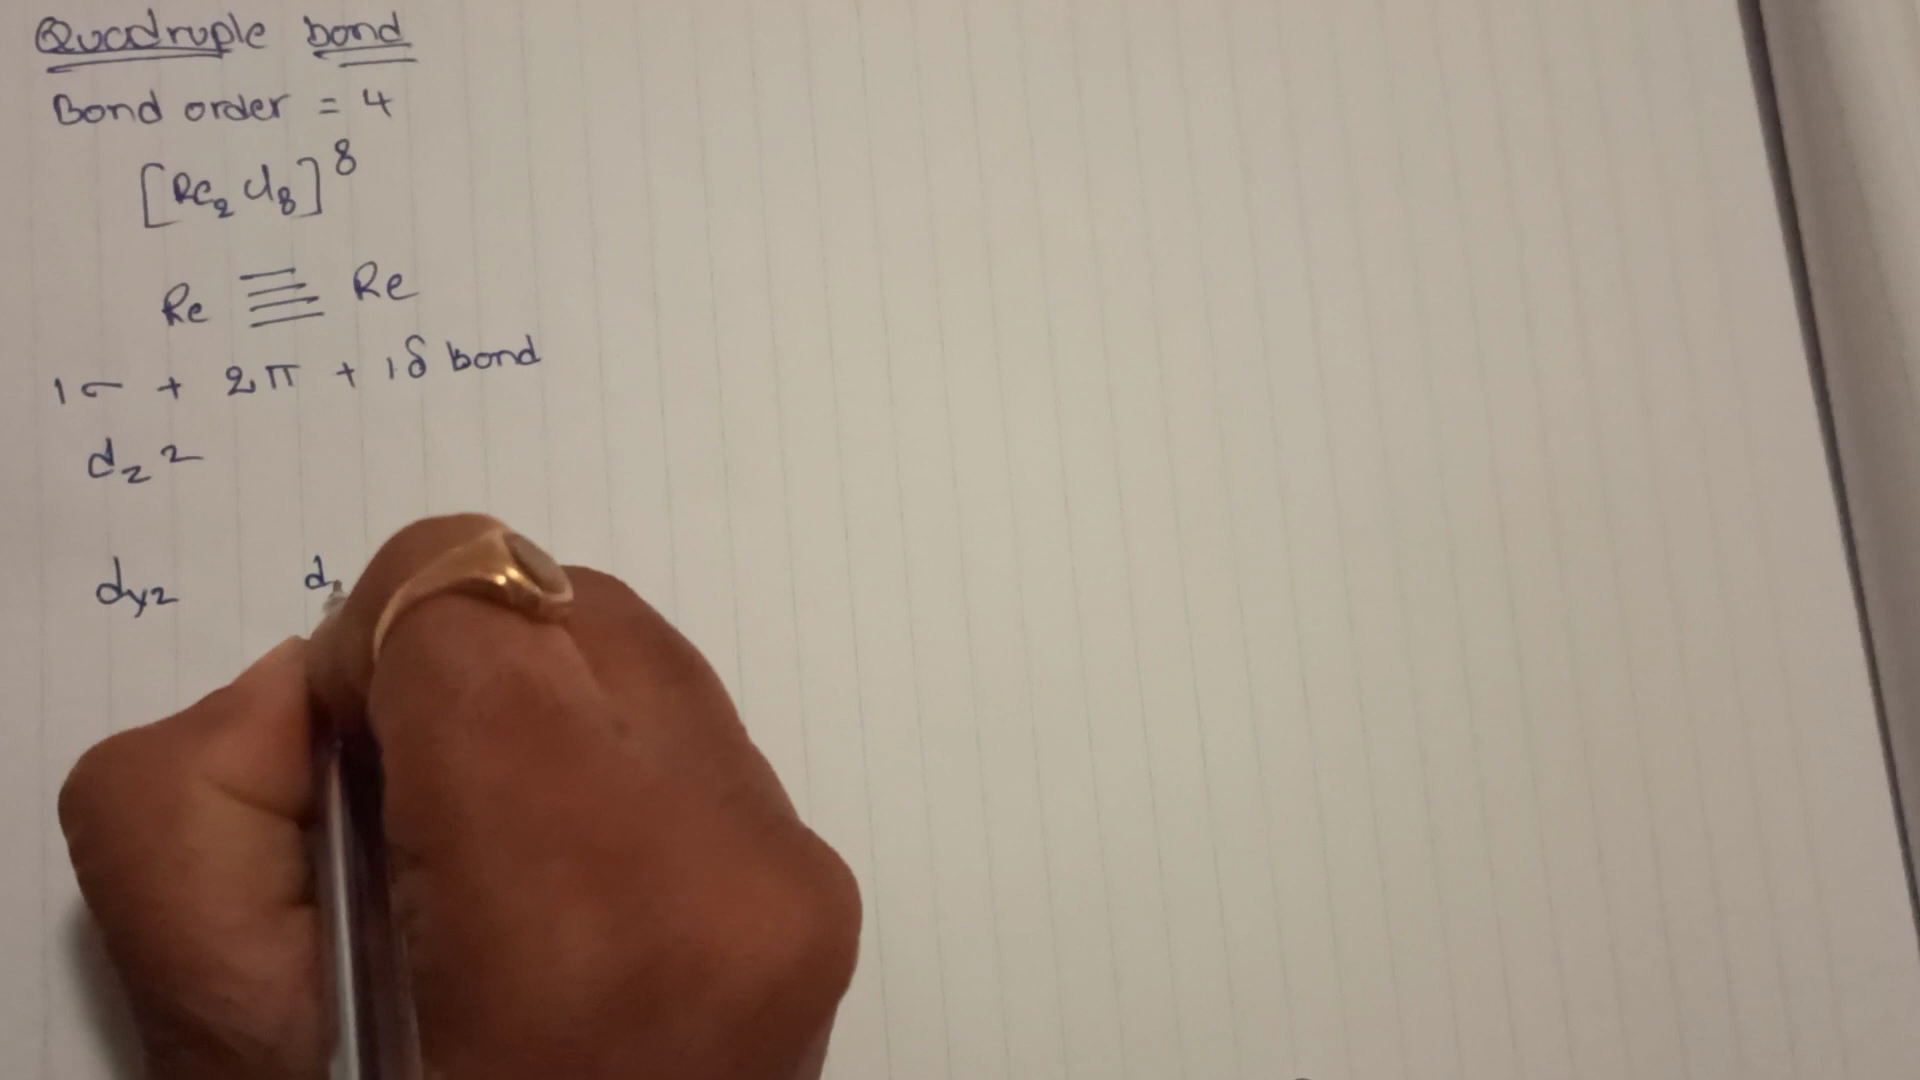 Quadruple bond
Bond order = 4
[Re₂Cl₈]⁸
Re ≣ Re
1σ + 2π + 1δ bond
dz²
dyz d